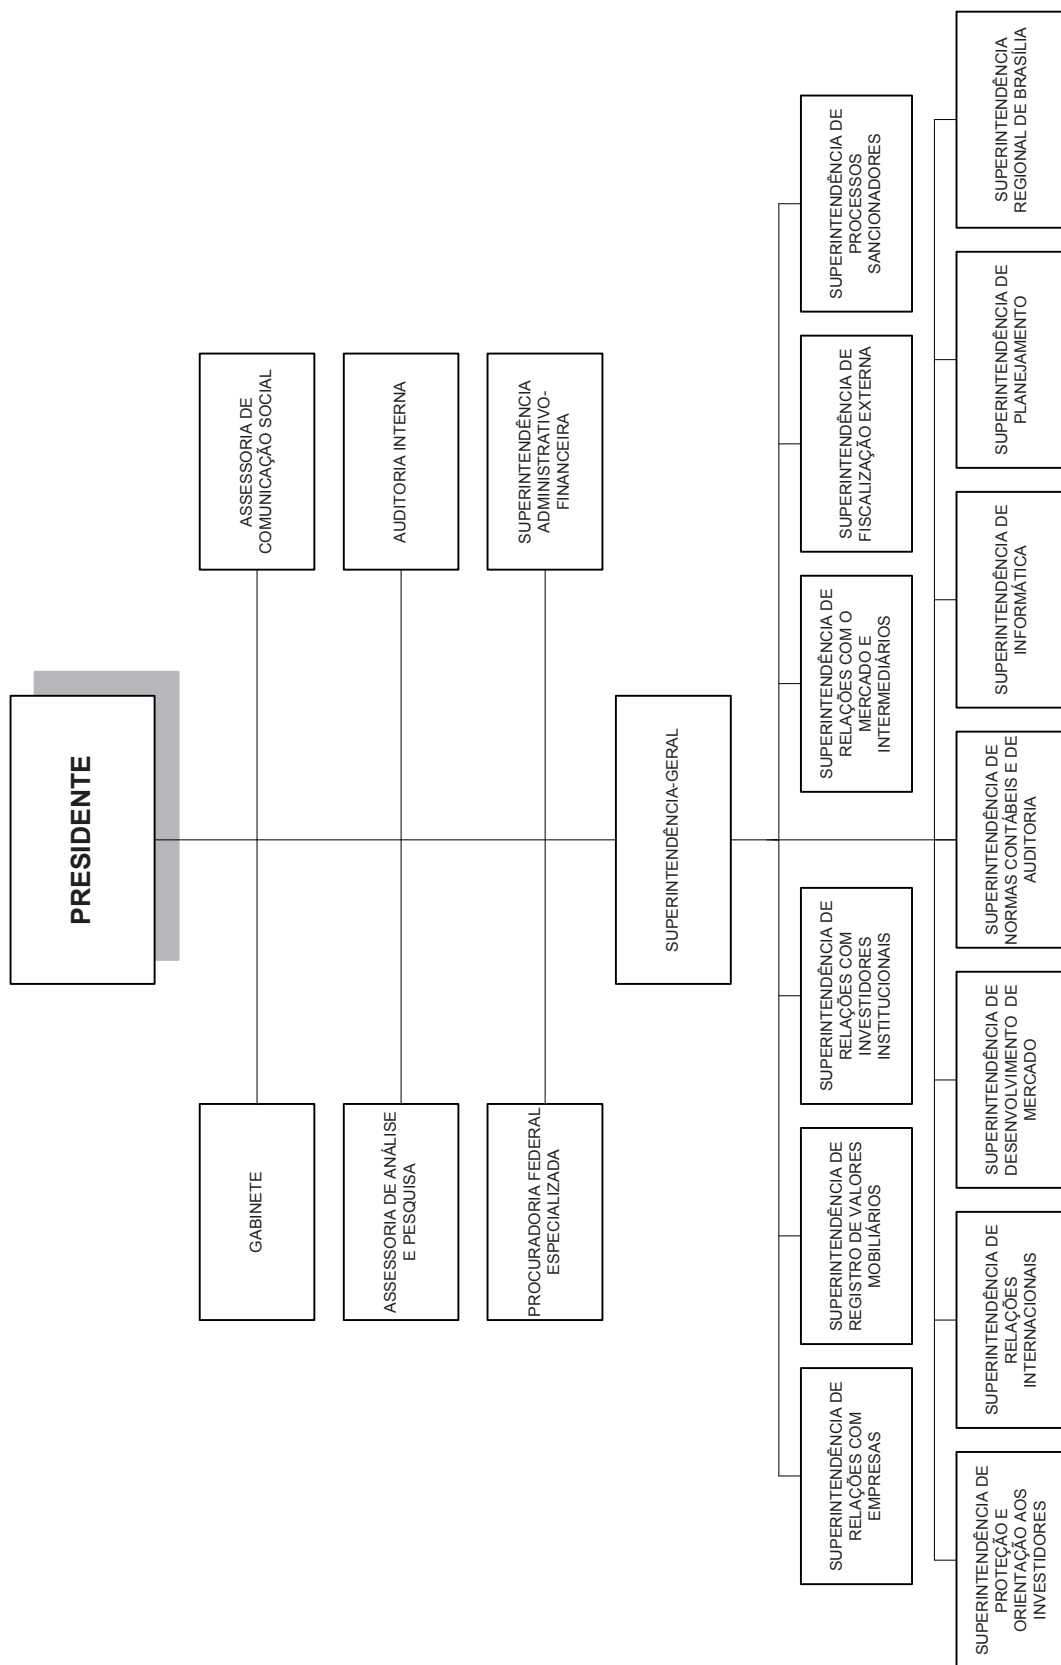 PRESIDENTE
GABINETE
ASSESSORIA DE
COMUNICAÇÃO SOCIAL
ASSESSORIA DE ANÁLISE
E PESQUISA
AUDITORIA INTERNA
PROCURADORIA FEDERAL
ESPECIALIZADA
SUPERINTENDÊNCIA
ADMINISTRATIVO-
FINANCEIRA
SUPERINTENDÊNCIA-GERAL
SUPERINTENDÊNCIA DE
RELAÇÕES COM
EMPRESAS
SUPERINTENDÊNCIA DE
REGISTRO DE VALORES
MOBILIÁRIOS
SUPERINTENDÊNCIA DE
RELAÇÕES COM
INVESTIDORES
INSTITUCIONAIS
SUPERINTENDÊNCIA DE
RELAÇÕES COM O
MERCADO E
INTERMEDIÁRIOS
SUPERINTENDÊNCIA DE
FISCALIZAÇÃO EXTERNA
SUPERINTENDÊNCIA DE
PROCESSOS
SANCIONADORES
SUPERINTENDÊNCIA DE
PROTEÇÃO E
ORIENTAÇÃO AOS
INVESTIDORES
SUPERINTENDÊNCIA DE
RELAÇÕES
INTERNACIONAIS
SUPERINTENDÊNCIA DE
DESENVOLVIMENTO DE
MERCADO
SUPERINTENDÊNCIA DE
NORMAS CONTÁBEIS E DE
AUDITORIA
SUPERINTENDÊNCIA DE
INFORMÁTICA
SUPERINTENDÊNCIA DE
PLANEJAMENTO
SUPERINTENDÊNCIA
REGIONAL DE BRASÍLIA